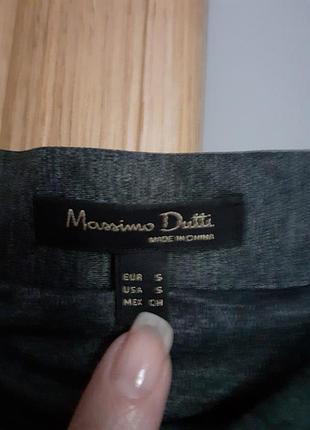 Massimo Dutti
MADE IN CHINA
EUR S
USA S
MEX CH